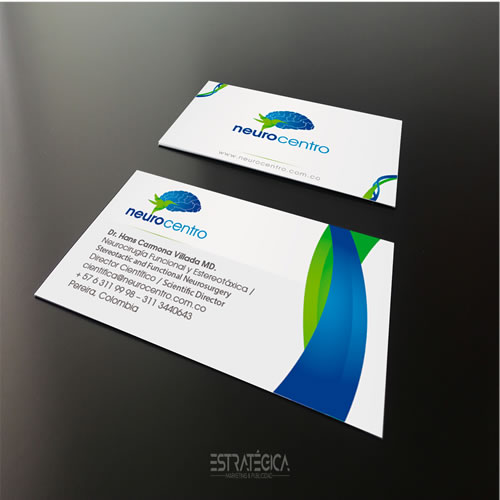 neurocentro
www.neurocentro.com.co
neurocentro
Dr. Hans Carmona Villada MD.
Neurocirugía Funcional y Estereotáxica /
Stereotactic and Functional Neurosurgery
Director Científico / Scientific Director
cientifica@neurocentro.com.co
+ 57 6 311 99 98 - 311 3440643
Pereira, Colombia
ESTRATÉGICA
MARKETING & PUBLICIDAD